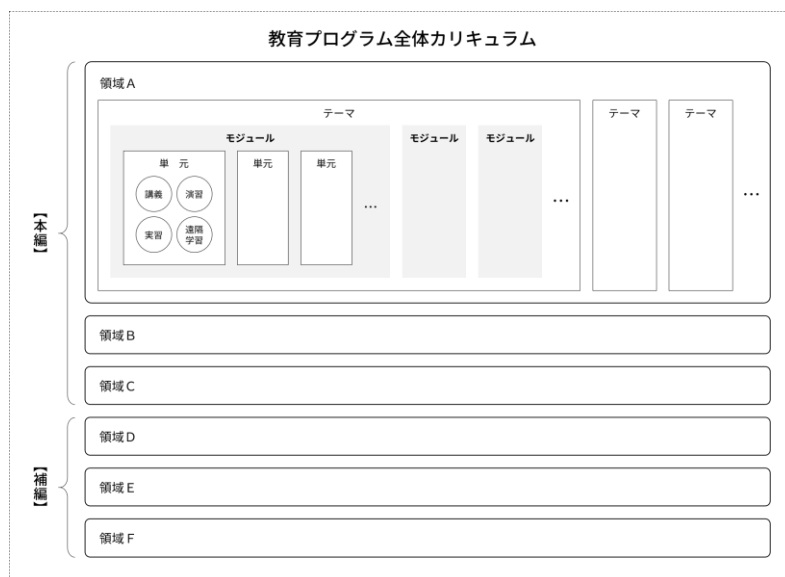 教育プログラム全体カリキュラム
【本編】
領域A
テーマ
テーマ
テーマ
モジュール
モジュール
モジュール
単 元
単元
単元
講義
演習
実習
遠隔
学習
…
…
…
領域B
領域C
【補編】
領域D
領域E
領域F